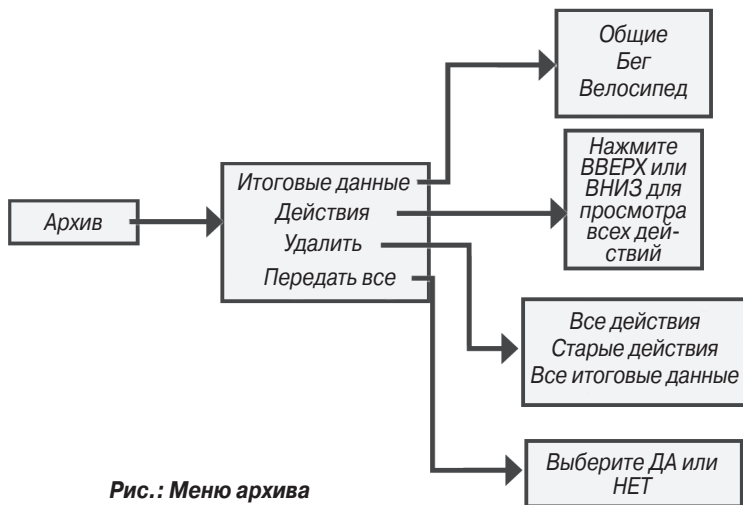 Общие
Бег
Велосипед
Нажмите
ВВЕРХ или
ВНИЗ для
просмотра
всех дей-
ствий
Архив
Итоговые данные
Действия
Удалить
Передать все
Все действия
Старые действия
Все итоговые данные
Выберите ДА или
НЕТ
Рис.: Меню архива